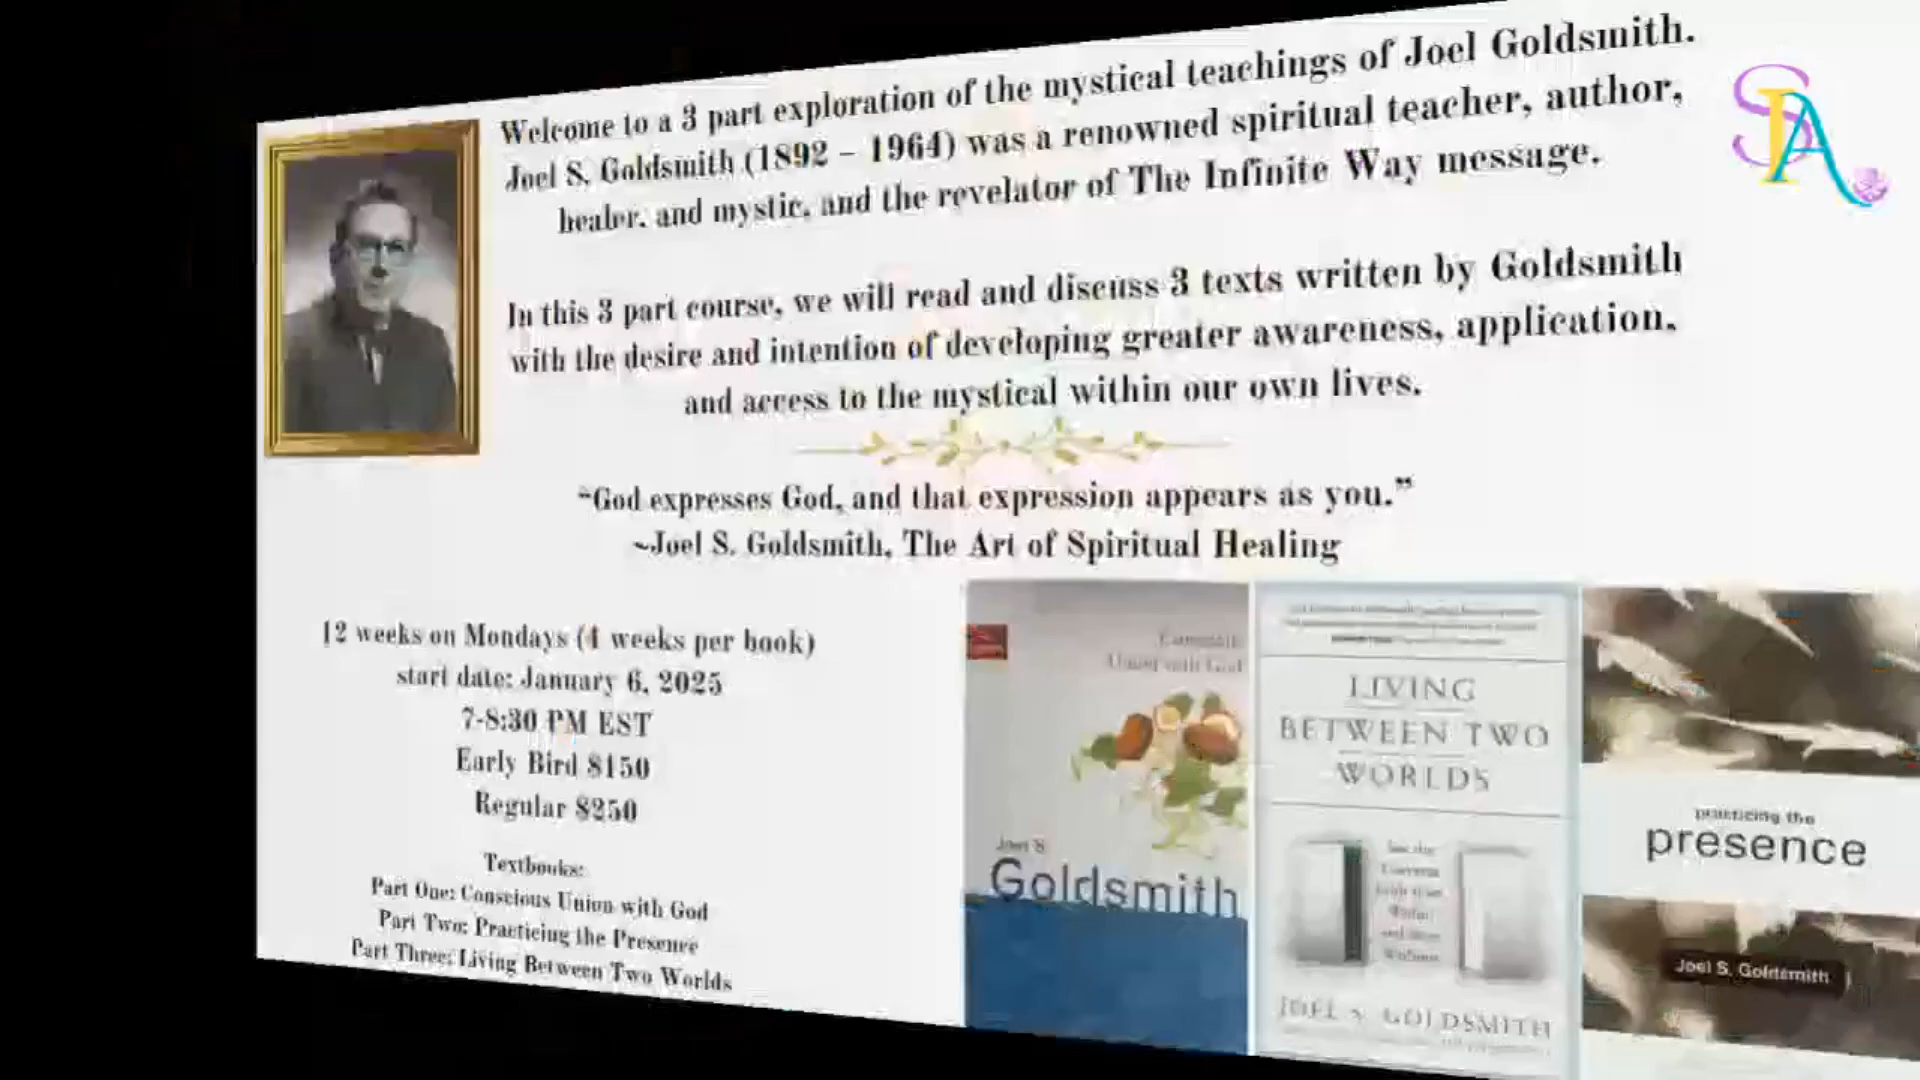 Welcome to a 3 part exploration of the mystical teachings of Joel Goldsmith.
Joel S. Goldsmith (1892 – 1964) was a renowned spiritual teacher, author,
healer, and mystic, and the revelator of The Infinite Way message.
In this 3 part course, we will read and discuss 3 texts written by Goldsmith
with the desire and intention of developing greater awareness, application,
and access to the mystical within our own lives.
“God expresses God, and that expression appears as you.”
~Joel S. Goldsmith, The Art of Spiritual Healing
12 weeks on Mondays (4 weeks per book)
start date: January 6, 2025
7-8:30 PM EST
Early Bird $150
Regular $250
Textbooks:
Part One: Conscious Union with God
Part Two: Practicing the Presence
Part Three: Living Between Two Worlds
Union with God
Joel S.
Goldsmith
LIVING
BETWEEN TWO
WORLDS
JOEL S. GOLDSMITH
practicing the
presence
Joel S. Goldsmith
SIA